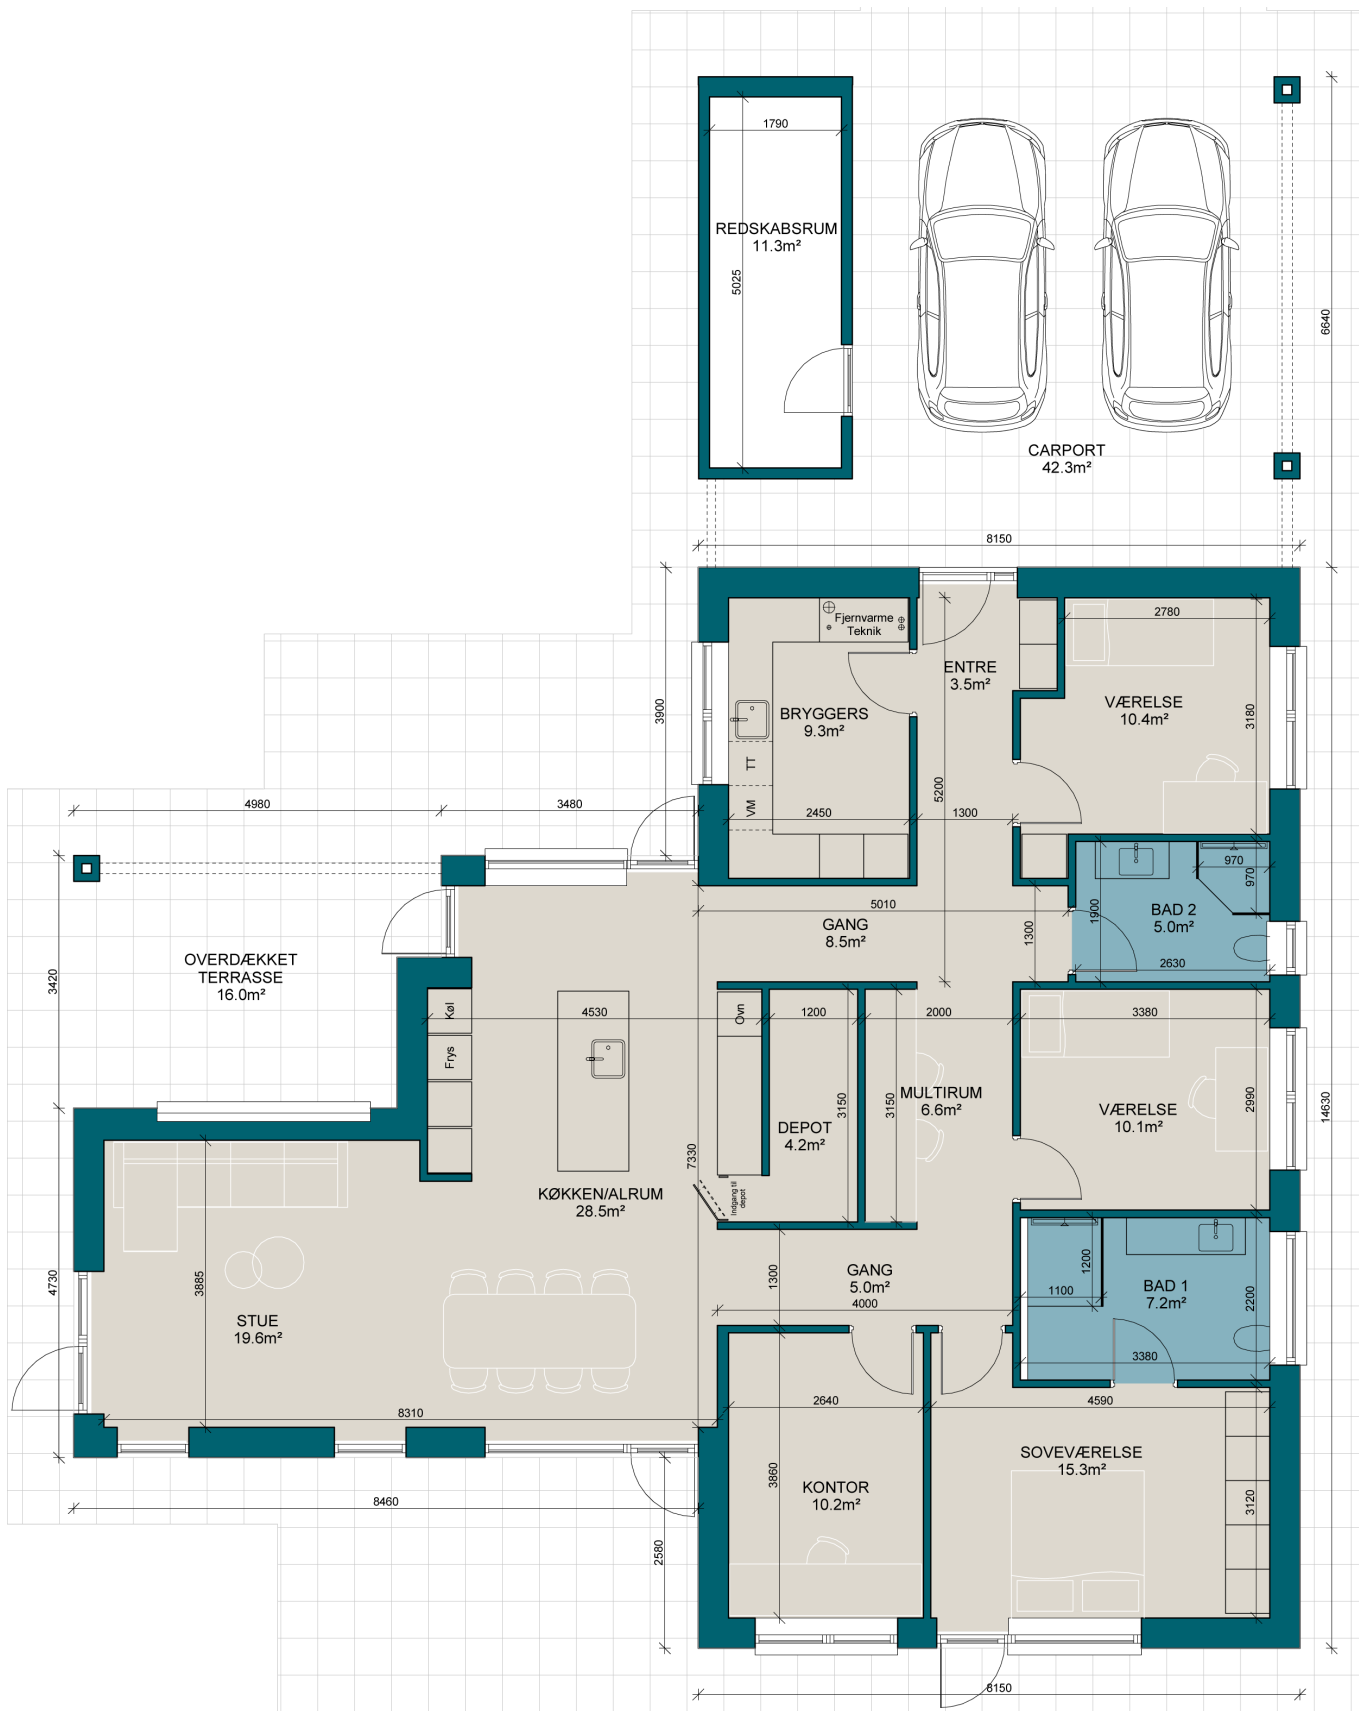 1790
REDSKABSRUM
11.3m²
5025
6640
CARPORT
42.3m²
8150
Fjernvarme
Teknik
2780
ENTRE
3.5m²
VÆRELSE
10.4m²
3900
BRYGGERS
9.3m²
3180
TT
VM
5200
4980
3480
2450
1300
970
970
5010
GANG
8.5m²
1300
1900
BAD 2
5.0m²
2630
OVERDÆKKET
TERRASSE
16.0m²
3420
Køl
Frys
4530
Ovn
1200
2000
3380
MULTIRUM
6.6m²
3150
3150
DEPOT
4.2m²
VÆRELSE
10.1m²
2990
14630
7330
Indgang til
depot
KØKKEN/ALRUM
28.5m²
4730
3885
STUE
19.6m²
1300
GANG
5.0m²
4000
1200
1100
BAD 1
7.2m²
2200
3380
8310
2640
4590
3860
KONTOR
10.2m²
SOVEVÆRELSE
15.3m²
3120
8460
2580
8150